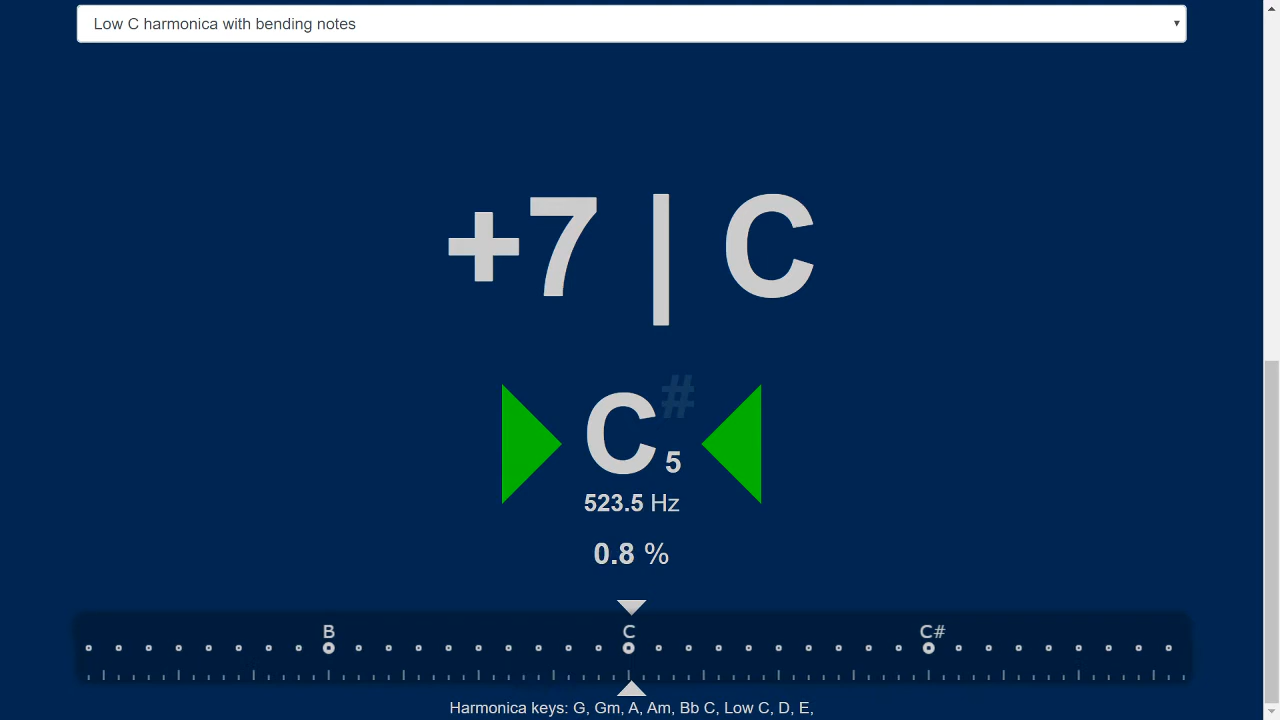 Low C harmonica with bending notes
+7 | C
C#
5
523.5 Hz
0.8 %
B C C#
Harmonica keys: G, Gm, A, Am, Bb C, Low C, D, E,